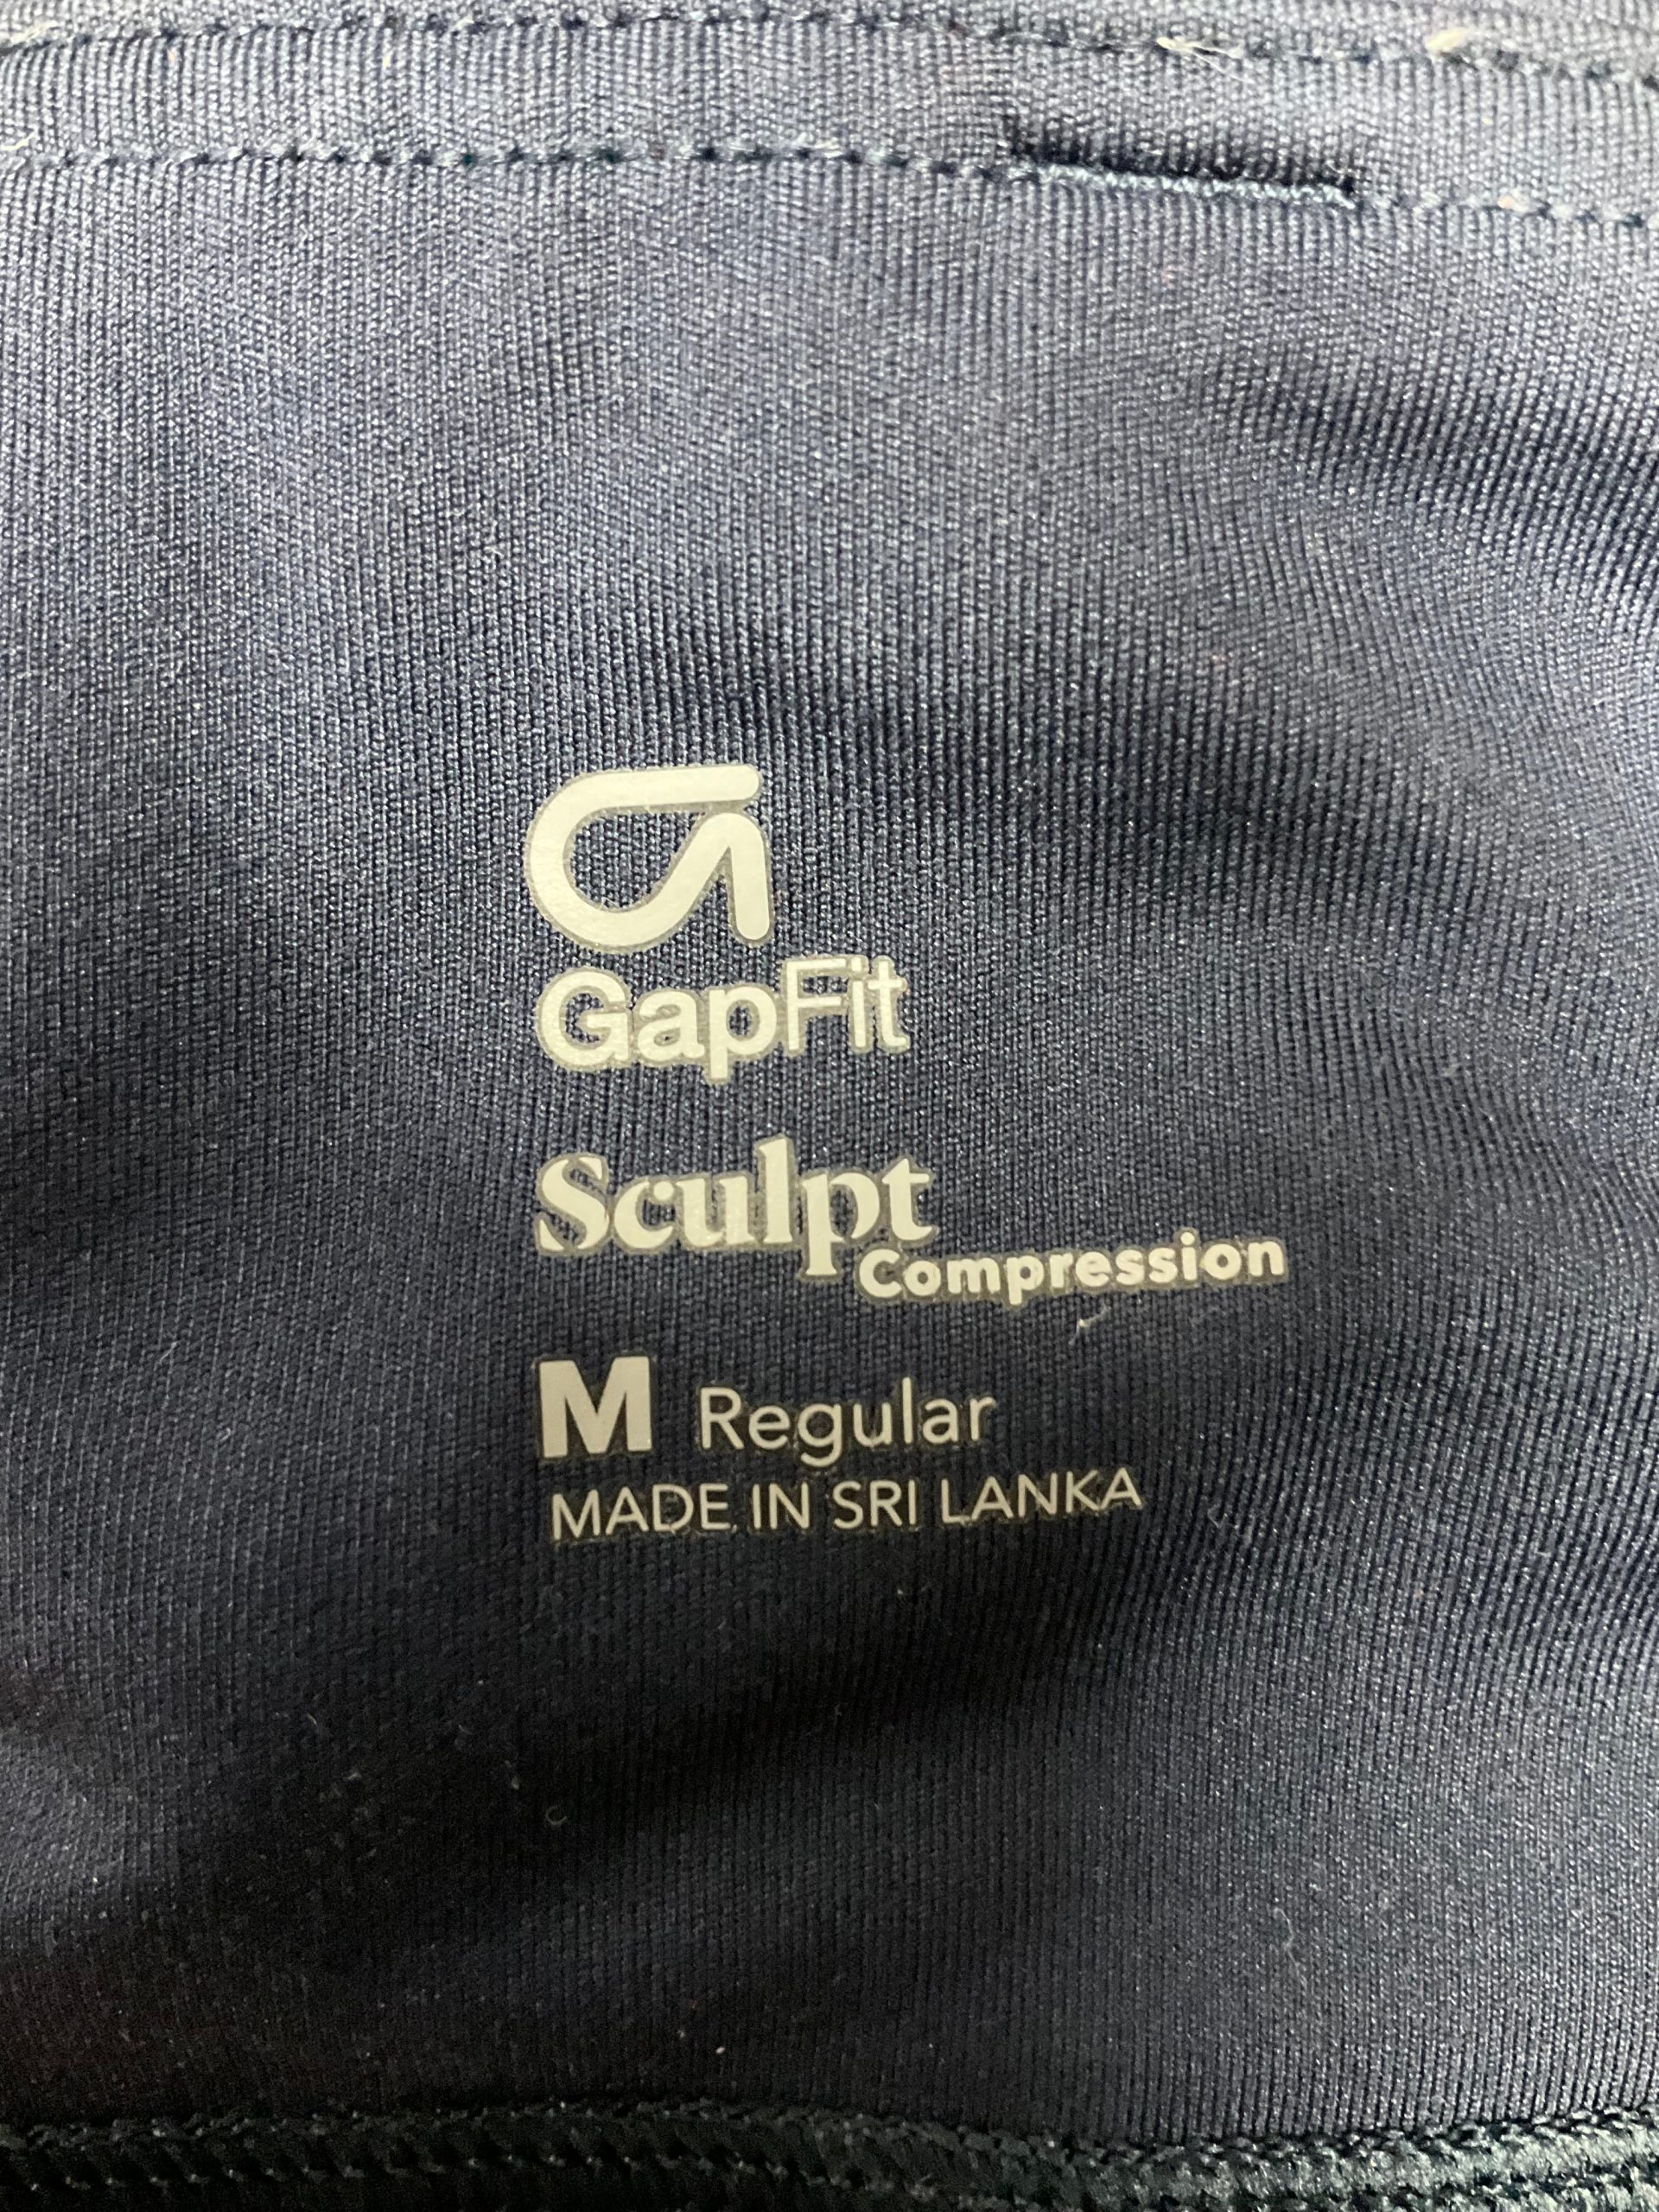 GapFit
Sculpt
Compression
M Regular
MADE IN SRI LANKA